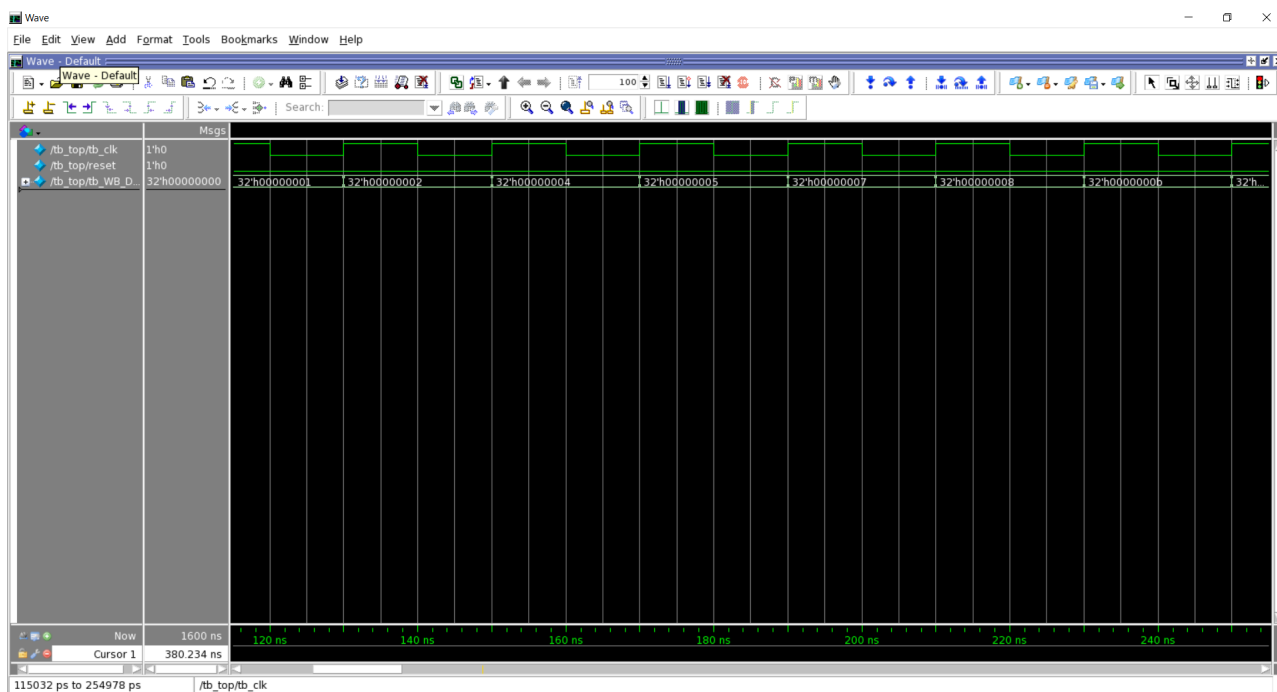 Wave
File Edit View Add Format Tools Bookmarks Window Help
Wave - Default
Wave - Default
100
Search:
Msgs
/tb_top/tb_clk 1'h0
/tb_top/reset 1'h0
/tb_top/tb_WB_D... 32'h00000000 32'h00000001 32'h00000002 32'h00000004 32'h00000005 32'h00000007 32'h00000008 32'h0000000b 32'h...
Now 1600 ns 120 ns 140 ns 160 ns 180 ns 200 ns 220 ns 240 ns
Cursor 1 380.234 ns
115032 ps to 254978 ps /tb_top/tb_clk